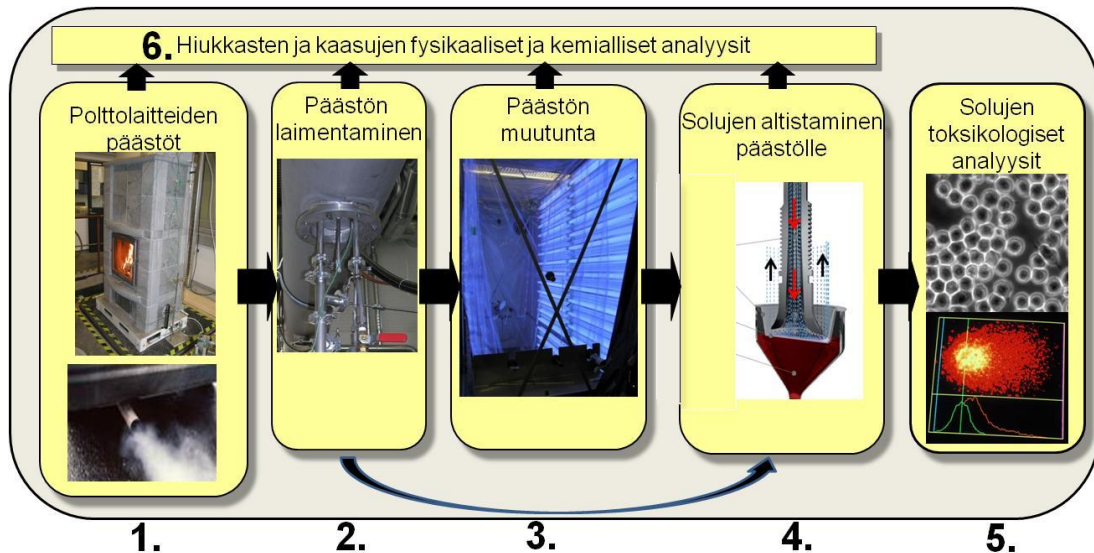 6. Hiukkasten ja kaasujen fysikaaliset ja kemialliset analyysit
Polttolaitteiden
päästöt
Päästön
laimentaminen
Päästön
muutunta
Solujen altistaminen
päästölle
Solujen
toksikologiset
analyysit
1.
2.
3.
4.
5.